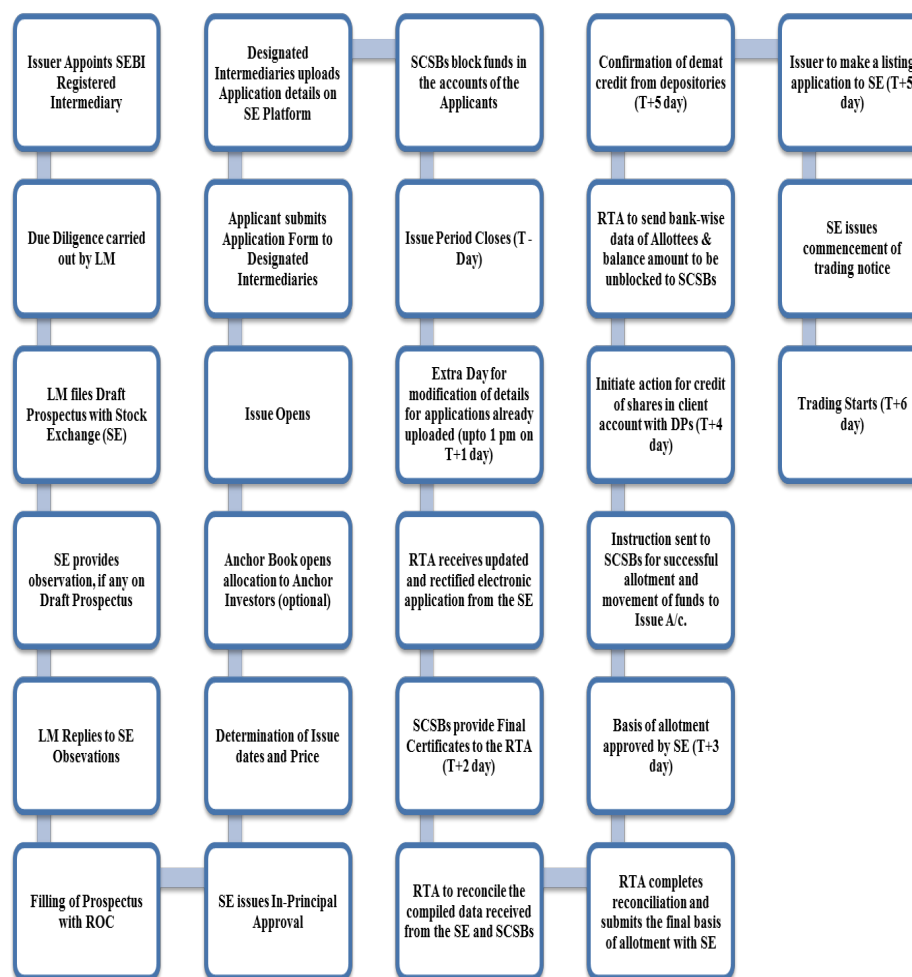 Issuer Appoints SEBI
Registered
Intermediary
Due Diligence carried
out by LM
LM files Draft
Prospectus with Stock
Exchange (SE)
SE provides
observation, if any on
Draft Prospectus
LM Replies to SE
Obsevations
Filling of Prospectus
with ROC
SE issues In-Principal
Approval
Determination of Issue
dates and Price
Anchor Book opens
allocation to Anchor
Investors (optional)
Issue Opens
Applicant submits
Application Form to
Designated
Intermediaries
Designated
Intermediaries uploads
Application details on
SE Platform
SCSBs block funds in
the accounts of the
Applicants
Issue Period Closes (T -
Day)
Extra Day for
modification of details
for applications already
uploaded (upto 1 pm on
T+1 day)
RTA receives updated
and rectified electronic
application from the SE
SCSBs provide Final
Certificates to the RTA
(T+2 day)
RTA to reconcile the
compiled data received
from the SE and SCSBs
RTA completes
reconciliation and
submits the final basis
of allotment with SE
Basis of allotment
approved by SE (T+3
day)
Instruction sent to
SCSBs for successful
allotment and
movement of funds to
Issue A/c.
Initiate action for credit
of shares in client
account with DPs (T+4
day)
RTA to send bank-wise
data of Allottees &
balance amount to be
unblocked to SCSBs
Confirmation of demat
credit from depositories
(T+5 day)
Issuer to make a listing
application to SE (T+5
day)
SE issues
commencement of
trading notice
Trading Starts (T+6
day)